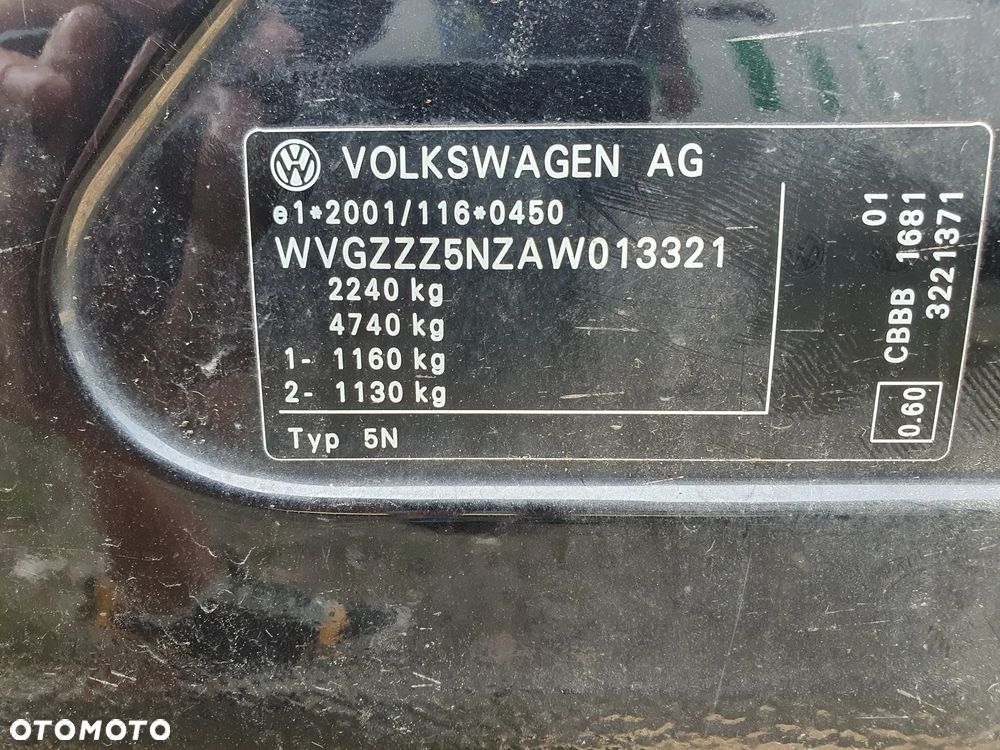 VOLKSWAGEN AG
e1*2001/116*0450
WVGZZZ5NZAW013321
2240 kg
4740 kg
1- 1160 kg
2- 1130 kg
Typ 5N
01
CBBB 1681
3221371
0.60
OTOMOTO